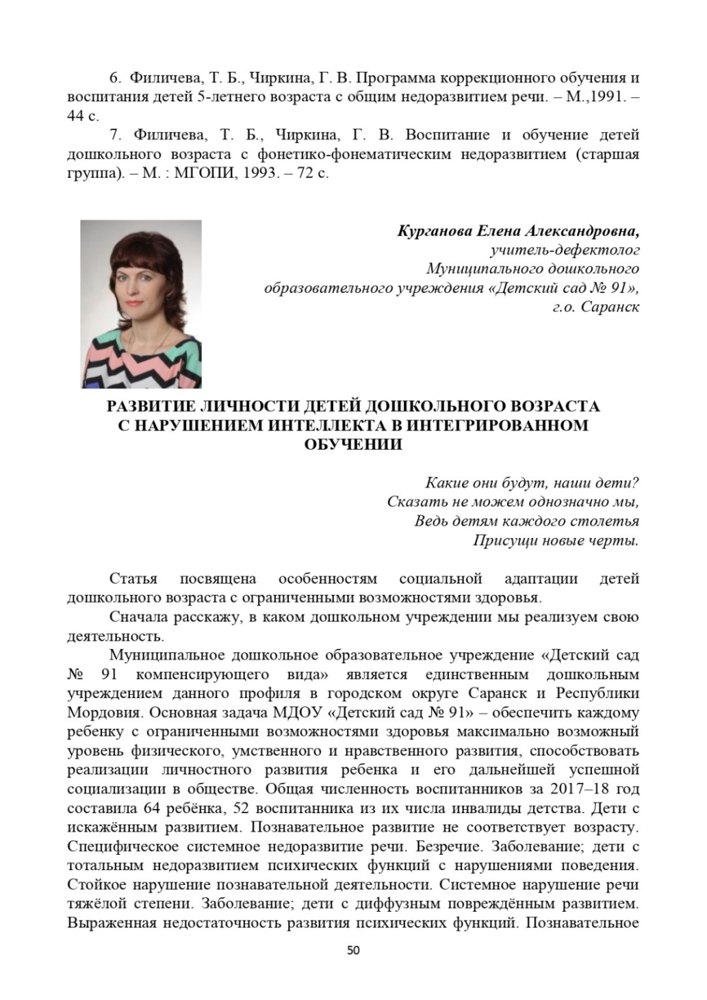 6. Филичева, Т. Б., Чиркина, Г. В. Программа коррекционного обучения и
воспитания детей 5-летнего возраста с общим недоразвитием речи. – М.,1991. –
44 с.
7. Филичева, Т. Б., Чиркина, Г. В. Воспитание и обучение детей
дошкольного возраста с фонетико-фонематическим недоразвитием (старшая
группа). – М. : МГОПИ, 1993. – 72 с.
Курганова Елена Александровна,
учитель-дефектолог
Муниципального дошкольного
образовательного учреждения «Детский сад № 91»,
г.о. Саранск
РАЗВИТИЕ ЛИЧНОСТИ ДЕТЕЙ ДОШКОЛЬНОГО ВОЗРАСТА
С НАРУШЕНИЕМ ИНТЕЛЛЕКТА В ИНТЕГРИРОВАННОМ
ОБУЧЕНИИ
Какие они будут, наши дети?
Сказать не можем однозначно мы,
Ведь детям каждого столетья
Присущи новые черты.
Статья посвящена особенностям социальной адаптации детей
дошкольного возраста с ограниченными возможностями здоровья.
Сначала расскажу, в каком дошкольном учреждении мы реализуем свою
деятельность.
Муниципальное дошкольное образовательное учреждение «Детский сад
№ 91 компенсирующего вида» является единственным дошкольным
учреждением данного профиля в городском округе Саранск и Республики
Мордовия. Основная задача МДОУ «Детский сад № 91» – обеспечить каждому
ребенку с ограниченными возможностями здоровья максимально возможный
уровень физического, умственного и нравственного развития, способствовать
реализации личностного развития ребенка и его дальнейшей успешной
социализации в обществе. Общая численность воспитанников за 2017–18 год
составила 64 ребёнка, 52 воспитанника из их числа инвалиды детства. Дети с
искажённым развитием. Познавательное развитие не соответствует возрасту.
Специфическое системное недоразвитие речи. Безречие. Заболевание; дети с
тотальным недоразвитием психических функций с нарушениями поведения.
Стойкое нарушение познавательной деятельности. Системное нарушение речи
тяжёлой степени. Заболевание; дети с диффузным повреждённым развитием.
Выраженная недостаточность развития психических функций. Познавательное
50